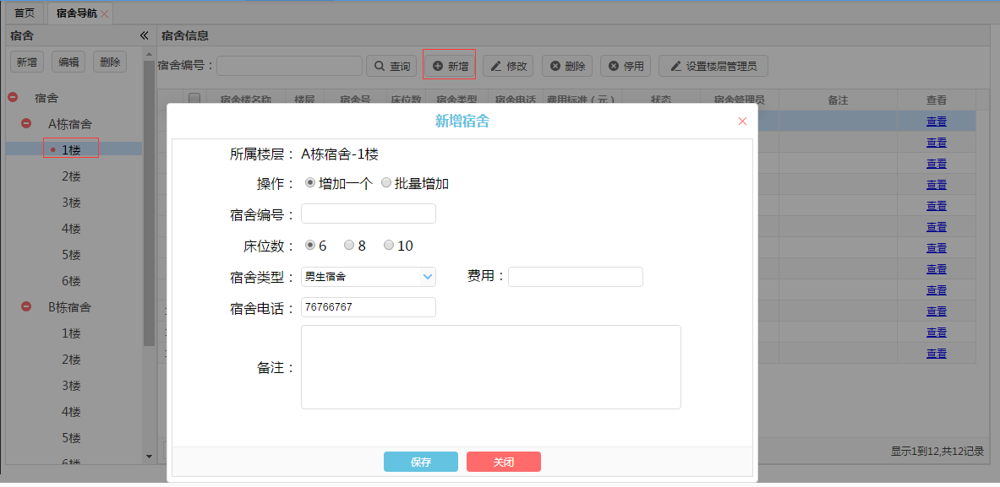 首页 宿舍导航
宿舍 宿舍信息
新增 编辑 删除
宿舍编号： 查询 新增 修改 删除 停用 设置楼层管理员
宿舍
A栋宿舍
1楼
2楼
3楼
4楼
5楼
6楼
B栋宿舍
1楼
2楼
3楼
4楼
5楼
6楼
宿舍楼名称 楼层 宿舍号 床位数 宿舍类型 宿舍电话 费用标准（元） 状态 宿舍管理员 备注 查看
查看
查看
查看
查看
查看
查看
查看
查看
查看
查看
查看
查看
新增宿舍
所属楼层： A栋宿舍-1楼
操作： 增加一个 批量增加
宿舍编号：
床位数： 6 8 10
宿舍类型： 男生宿舍 费用：
宿舍电话： 76766767
备注：
保存 关闭
显示1到12,共12记录